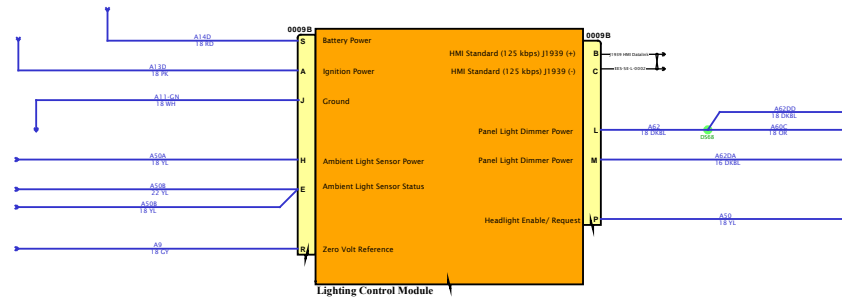 A14D
18 RD
0009B
S
Battery Power
0009B
HMI Standard (125 kbps) J1939 (+)
B
J1939 HMI Datalink
A13D
18 PK
A
Ignition Power
HMI Standard (125 kbps) J1939 (-)
C
A11-GN
18 WH
J
Ground
A62DD
18 DKBL
Panel Light Dimmer Power
L
A62
18 DKBL
DS68
A60C
18 OR
A50A
18 YL
H
Ambient Light Sensor Power
Panel Light Dimmer Power
M
A62DA
16 DKBL
A50B
22 YL
E
Ambient Light Sensor Status
A50B
18 YL
Headlight Enable/ Request
P
A50
18 YL
A9
18 GY
R
Zero Volt Reference
Lighting Control Module